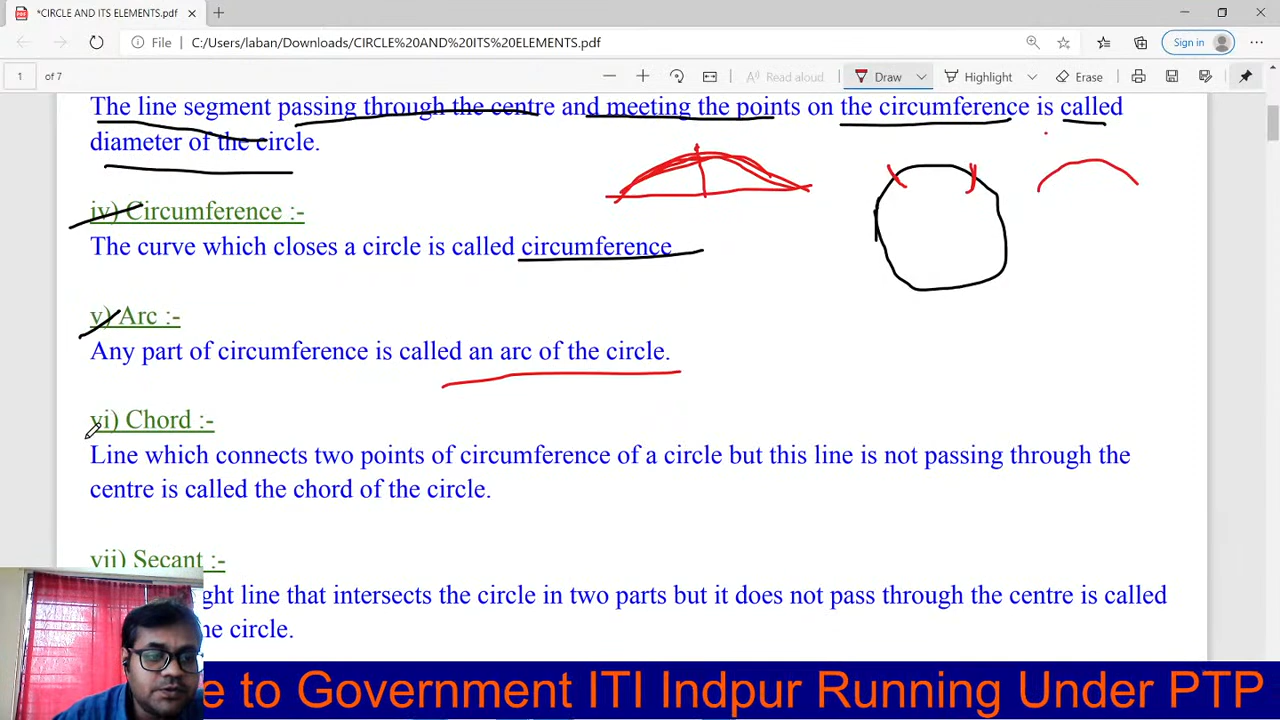 *CIRCLE AND ITS ELEMENTS.pdf
File C:/Users/laban/Downloads/CIRCLE%20AND%20ITS%20ELEMENTS.pdf
Sign in
1 of 7
Read aloud
Draw
Highlight
Erase
The line segment passing through the centre and meeting the points on the circumference is called
diameter of the circle.
iv) Circumference :-
The curve which closes a circle is called circumference
v) Arc :-
Any part of circumference is called an arc of the circle.
vi) Chord :-
Line which connects two points of circumference of a circle but this line is not passing through the
centre is called the chord of the circle.
vii) Secant :-
ght line that intersects the circle in two parts but it does not pass through the centre is called
he circle.
e to Government ITI Indpur Running Under PTP